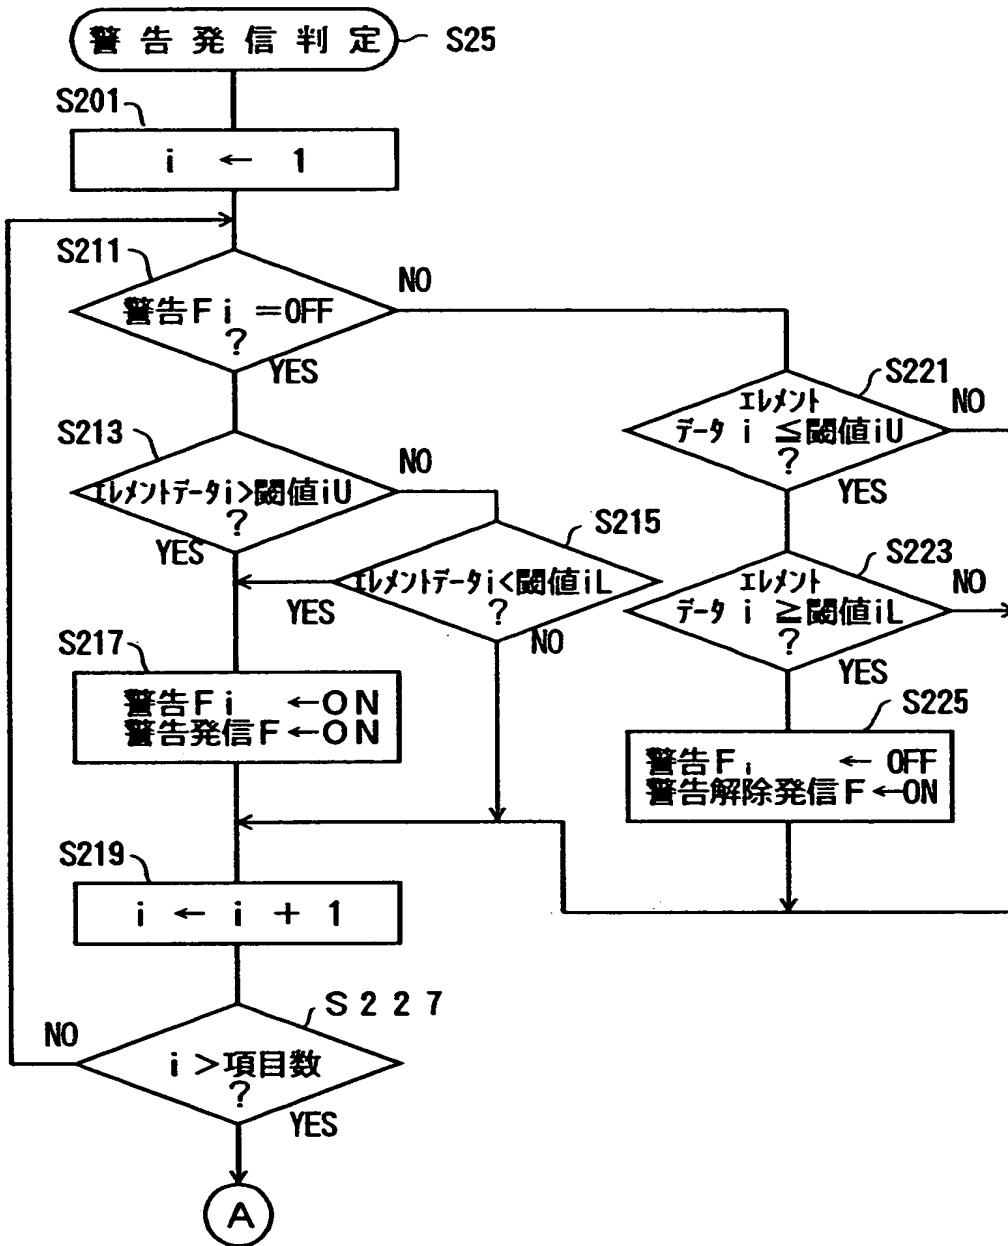 警告発信判定 S25
S201
i ← 1
S211
警告Fi=OFF
?
NO
YES
S213
エレメントデータi>閾値iU
?
NO
YES
S215
エレメントデータi<閾値iL
?
YES
NO
S217
警告Fi ←ON
警告発信F←ON
S221
エレメント
データi≦閾値iU
?
NO
YES
S223
エレメント
データi≧閾値iL
?
NO
YES
S225
警告Fi ←OFF
警告解除発信F←ON
S219
i ← i + 1
S227
i>項目数
?
NO
YES
A